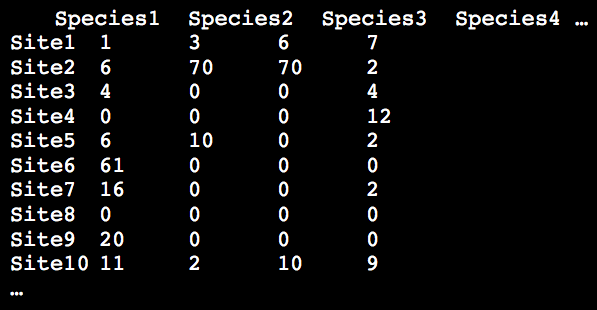 Species1 Species2 Species3 Species4 …
Site1 1 3 6 7
Site2 6 70 70 2
Site3 4 0 0 4
Site4 0 0 0 12
Site5 6 10 0 2
Site6 61 0 0 0
Site7 16 0 0 2
Site8 0 0 0 0
Site9 20 0 0 0
Site10 11 2 10 9
…